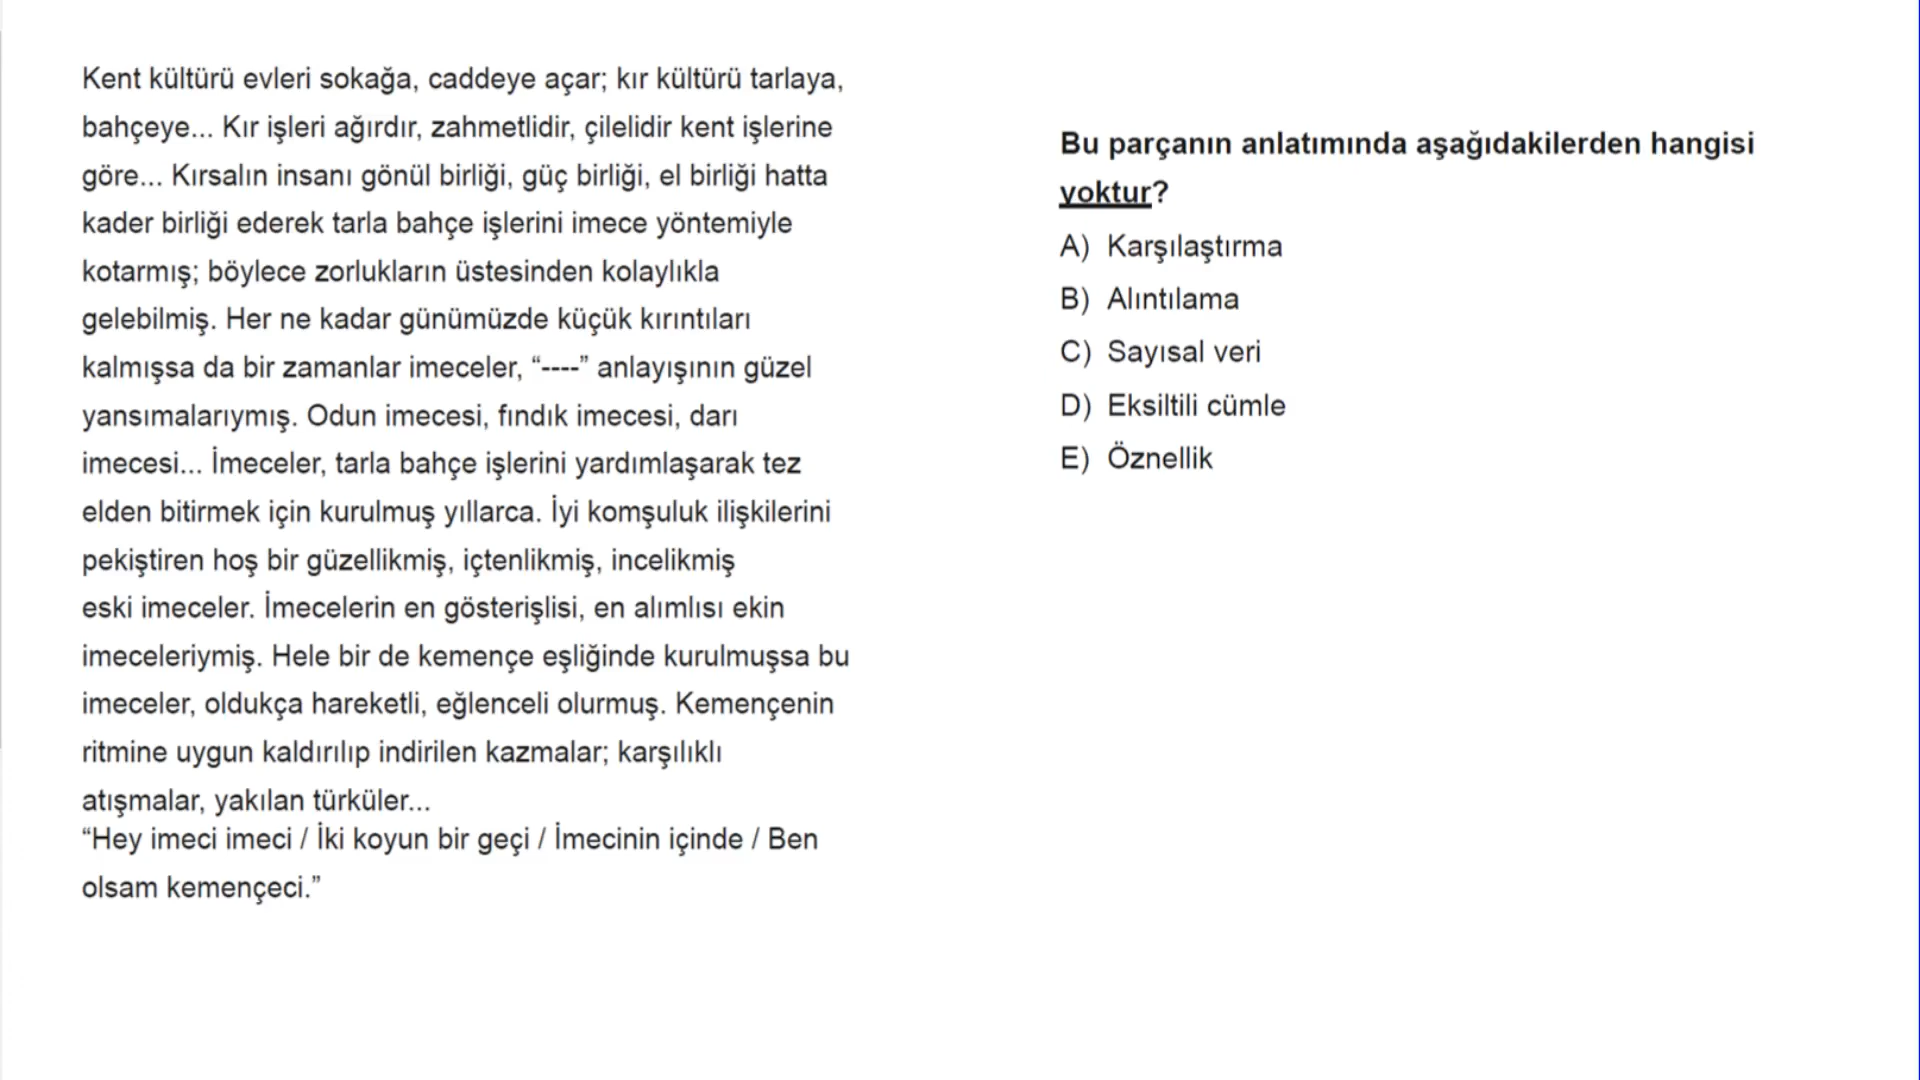 Kent kültürü evleri sokağa, caddeye açar; kır kültürü tarlaya,
bahçeye... Kır işleri ağırdır, zahmetlidir, çilelidir kent işlerine
göre... Kırsalın insanı gönül birliği, güç birliği, el birliği hatta
kader birliği ederek tarla bahçe işlerini imece yöntemiyle
kotarmış; böylece zorlukların üstesinden kolaylıkla
gelebilmiş. Her ne kadar günümüzde küçük kırıntıları
kalmışsa da bir zamanlar imeceler, “----” anlayışının güzel
yansımalarıymış. Odun imecesi, fındık imecesi, darı
imecesi... İmeceler, tarla bahçe işlerini yardımlaşarak tez
elden bitirmek için kurulmuş yıllarca. İyi komşuluk ilişkilerini
pekiştiren hoş bir güzellikmiş, içtenlikmiş, incelikmiş
eski imeceler. İmecelerin en gösterişlisi, en alımlısı ekin
imeceleriymiş. Hele bir de kemençe eşliğinde kurulmuşsa bu
imeceler, oldukça hareketli, eğlenceli olurmuş. Kemençenin
ritmine uygun kaldırılıp indirilen kazmalar; karşılıklı
atışmalar, yakılan türküler...
“Hey imeci imeci / İki koyun bir geçi / İmecinin içinde / Ben
olsam kemençeci.”
Bu parçanın anlatımında aşağıdakilerden hangisi
yoktur?
A) Karşılaştırma
B) Alıntılama
C) Sayısal veri
D) Eksiltili cümle
E) Öznellik